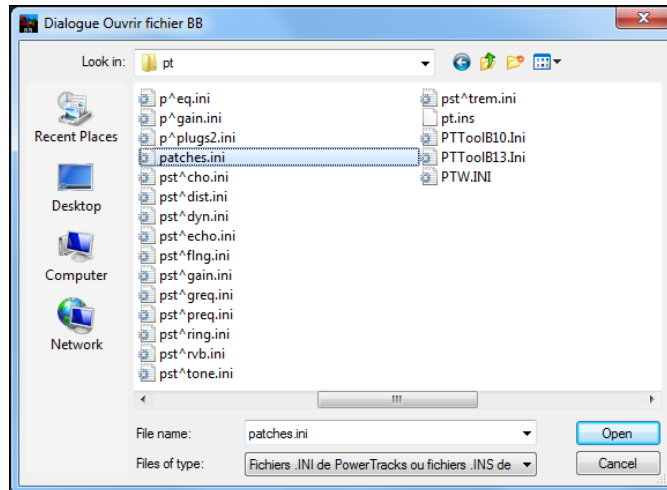 Dialogue Ouvrir fichier BB
Look in:
pt
Recent Places
Desktop
Computer
Network
p^eq.ini
p^gain.ini
p^plugs2.ini
patches.ini
pst^cho.ini
pst^dist.ini
pst^dyn.ini
pst^echo.ini
pst^flng.ini
pst^gain.ini
pst^greq.ini
pst^preq.ini
pst^ring.ini
pst^rvb.ini
pst^tone.ini
pst^trem.ini
pt.ins
PTToolB10.Ini
PTToolB13.Ini
PTW.INI
File name:
patches.ini
Open
Files of type:
Fichiers .INI de PowerTracks ou fichiers .INS de
Cancel